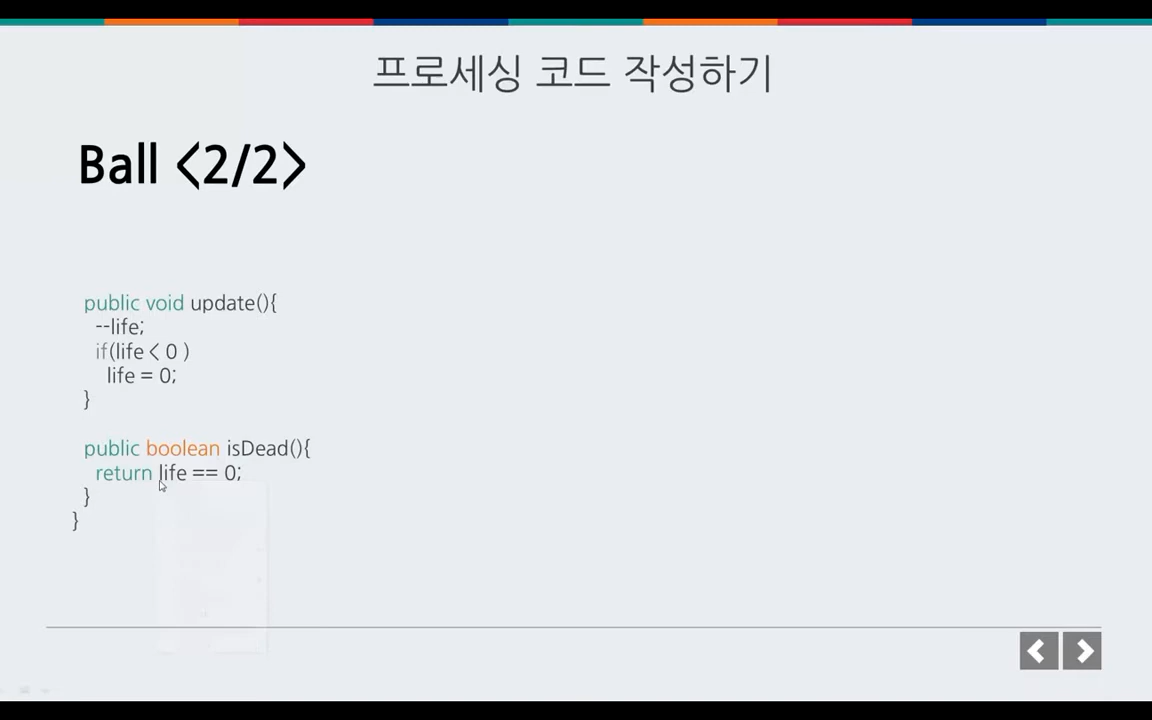 프로세싱 코드 작성하기
Ball <2/2>
public void update(){
--life;
if(life < 0 )
life = 0;
}
public boolean isDead(){
return life == 0;
}
}